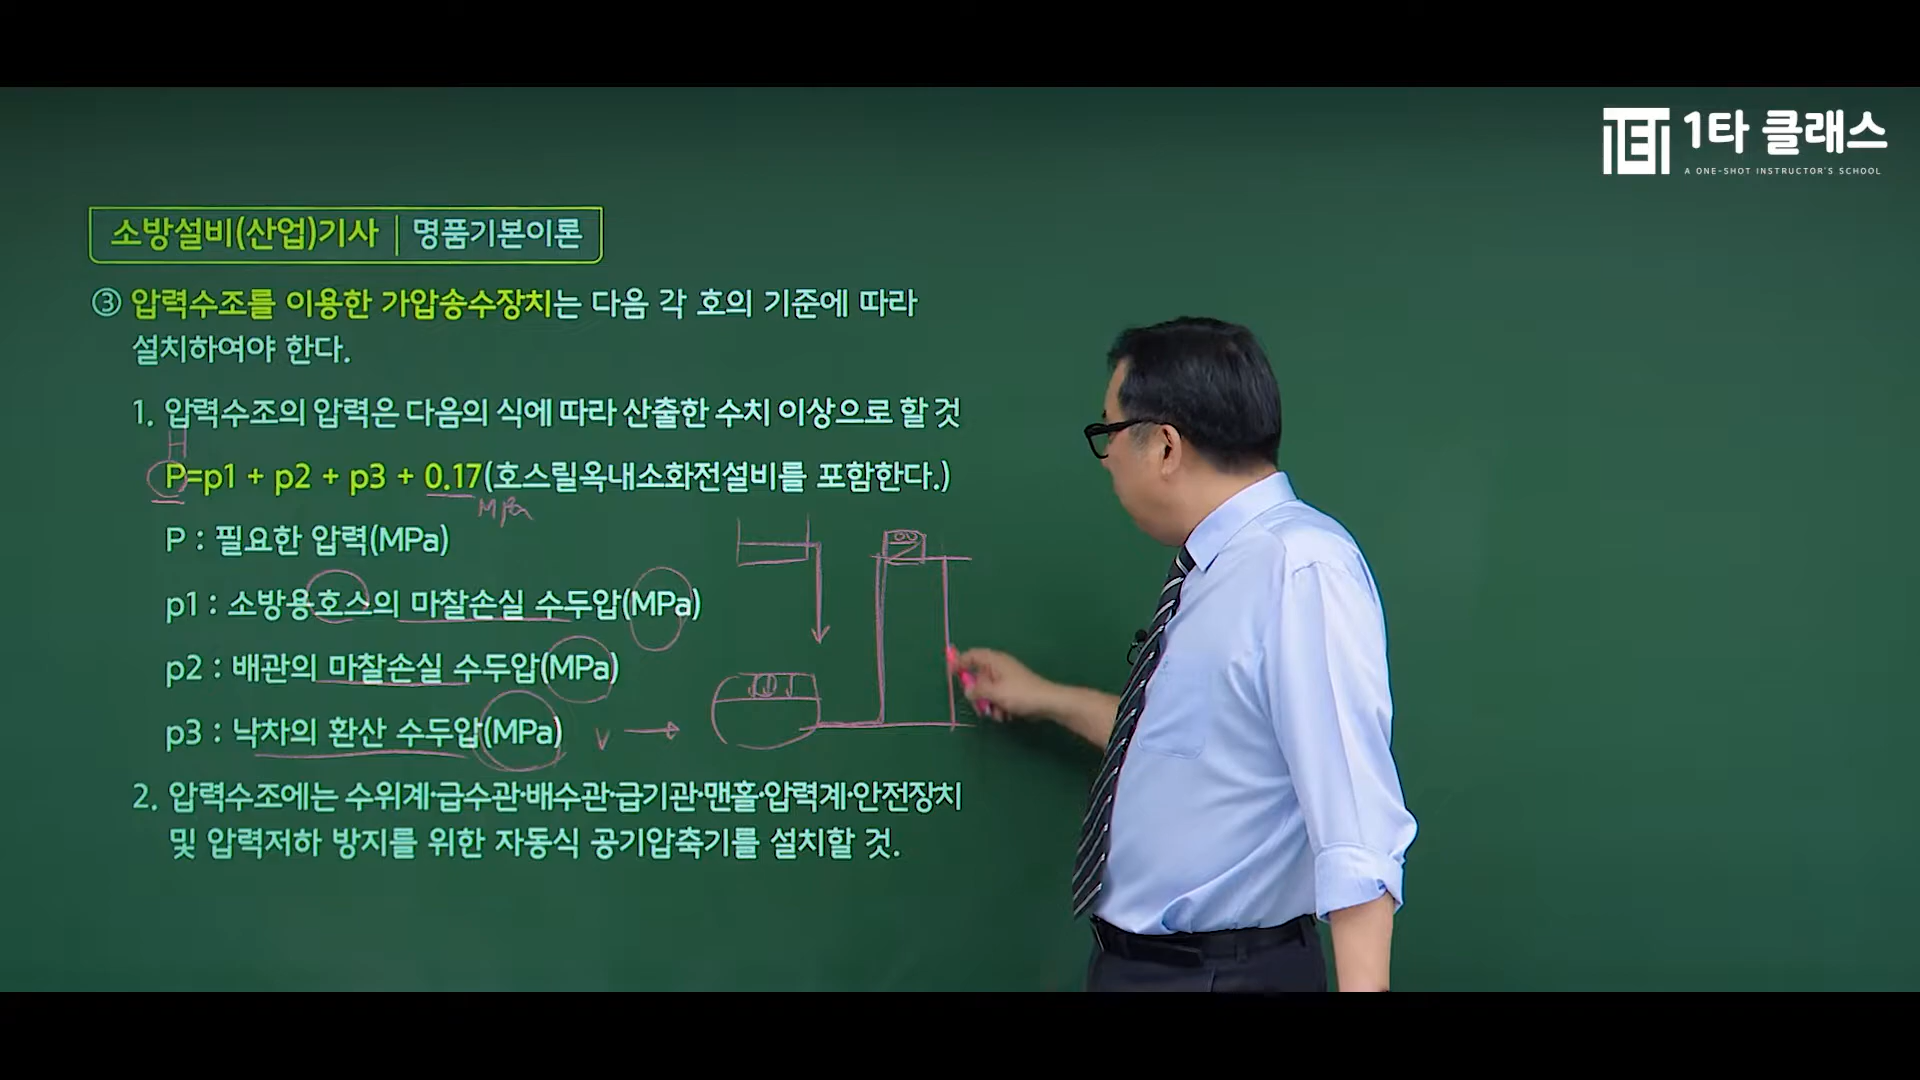 1타 클래스
A ONE-SHOT INSTRUCTOR'S SCHOOL
소방설비(산업)기사 | 명품기본이론
③ 압력수조를 이용한 가압송수장치는 다음 각 호의 기준에 따라
설치하여야 한다.
1. 압력수조의 압력은 다음의 식에 따라 산출한 수치 이상으로 할 것
H
P=p1 + p2 + p3 + 0.17(호스릴옥내소화전설비를 포함한다.)
MPa
P : 필요한 압력(MPa)
p1 : 소방용호스의 마찰손실 수두압(MPa)
p2 : 배관의 마찰손실 수두압(MPa)
p3 : 낙차의 환산 수두압(MPa)
2. 압력수조에는 수위계·급수관·배수관·급기관·맨홀·압력계·안전장치
및 압력저하 방지를 위한 자동식 공기압축기를 설치할 것.